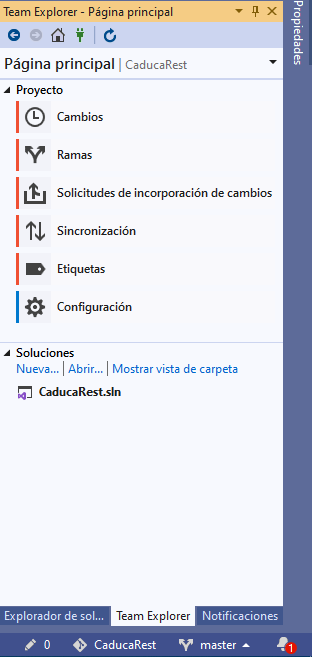 Team Explorer - Página principal
Propiedades
Página principal | CaducaRest
Proyecto
Cambios
Ramas
Solicitudes de incorporación de cambios
Sincronización
Etiquetas
Configuración
Soluciones
Nueva... | Abrir... | Mostrar vista de carpeta
CaducaRest.sln
Explorador de sol... Team Explorer Notificaciones
0 CaducaRest master 1